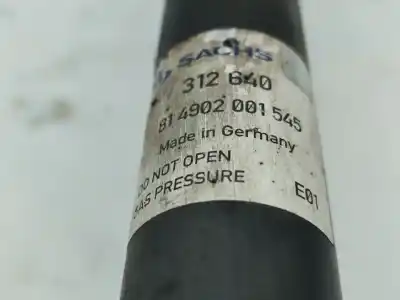 SACHS
312 640
81 4902 001 545
Made in Germany
DO NOT OPEN
GAS PRESSURE
E01